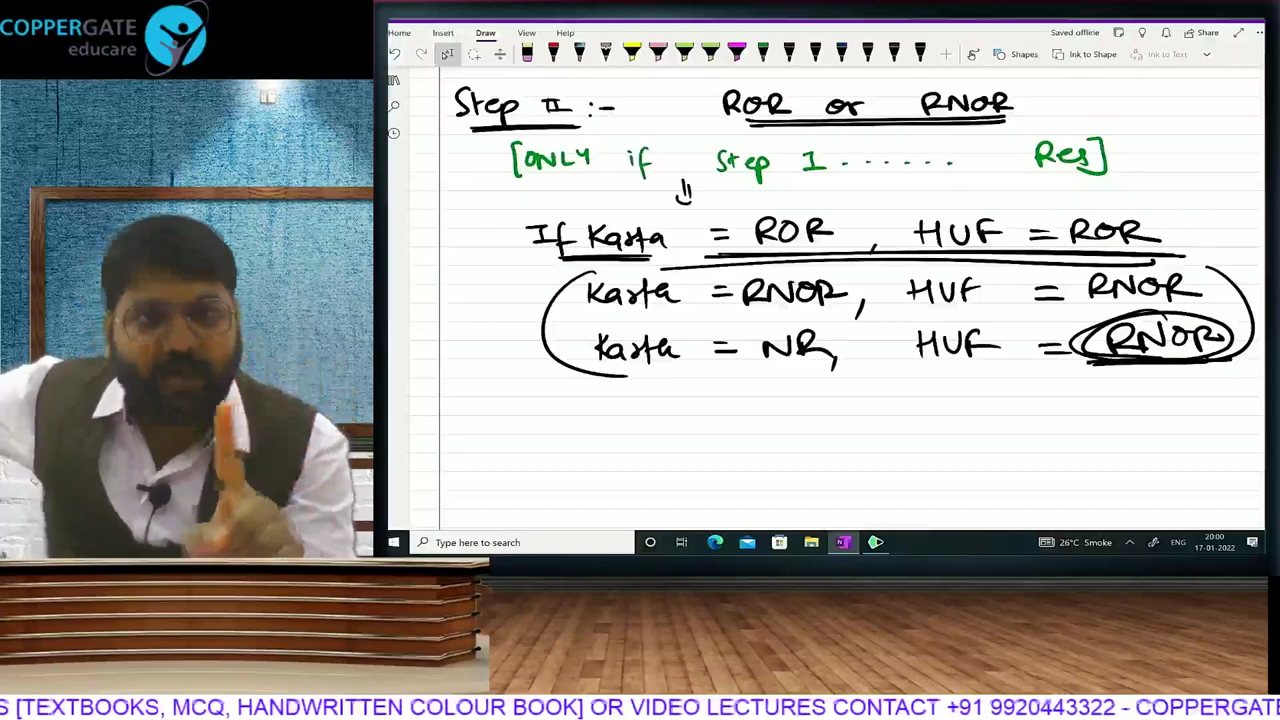 COPPERGATE
educare
Home Insert Draw View Help
Saved offline
Share
Shapes
Ink to Shape
Ink to Text
Step II :- ROR or RNOR
[ONLY if Step 1 ....... Res]
If Karta = ROR, HUF = ROR
Karta = RNOR, HUF = RNOR
Karta = NR, HUF = RNOR
Type here to search
26°C Smoke
ENG
20:00
17-01-2022
S [TEXTBOOKS, MCQ, HANDWRITTEN COLOUR BOOK] OR VIDEO LECTURES CONTACT +91 9920443322 - COPPERGATE